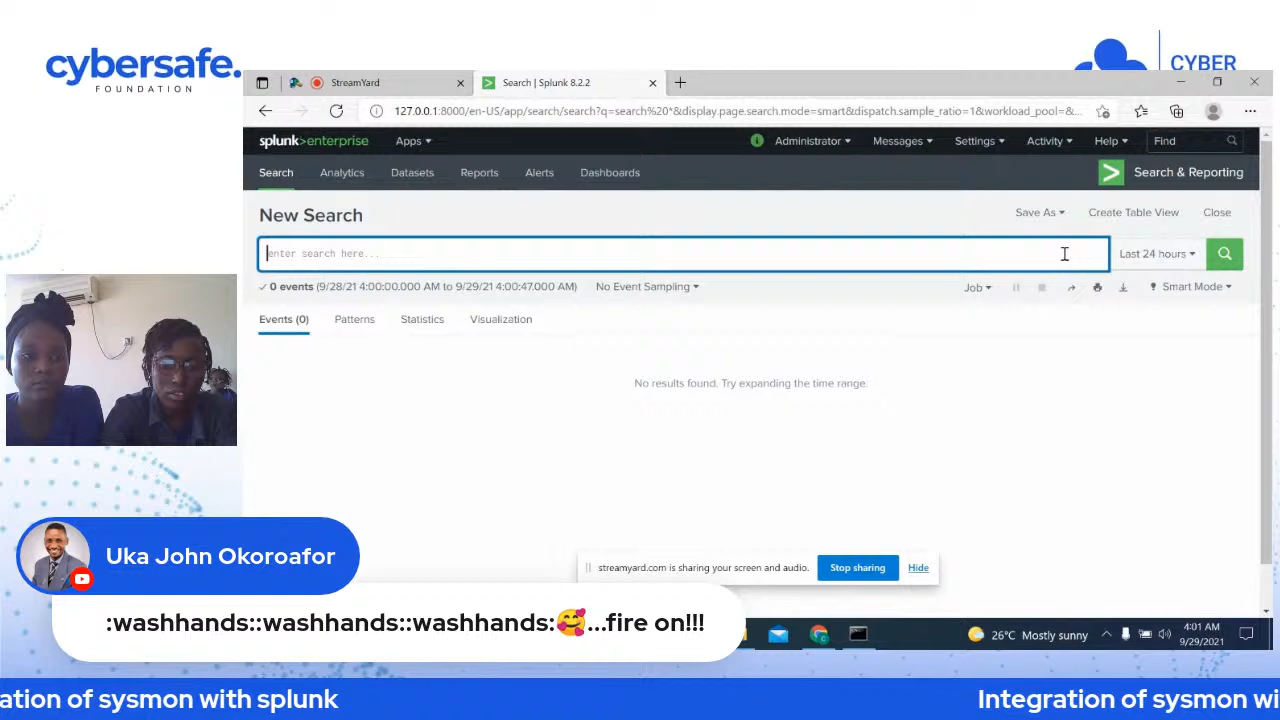 cybersafe.
FOUNDATION
CYBER
StreamYard
Search | Splunk 8.2.2
127.0.0.1:8000/en-US/app/search/search?q=search%20*&display.page.search.mode=smart&dispatch.sample_ratio=1&workload_pool=&...
splunk>enterprise
Apps
Administrator
Messages
Settings
Activity
Help
Find
Search
Analytics
Datasets
Reports
Alerts
Dashboards
Search & Reporting
New Search
Save As
Create Table View
Close
enter search here...
Last 24 hours
0 events (9/28/21 4:00:00.000 AM to 9/29/21 4:00:47.000 AM)
No Event Sampling
Job
Smart Mode
Events (0)
Patterns
Statistics
Visualization
No results found. Try expanding the time range.
streamyard.com is sharing your screen and audio.
Stop sharing
Hide
Uka John Okoroafor
:washhands::washhands::washhands:🥰...fire on!!!
26°C Mostly sunny
4:01 AM
9/29/2021
ation of sysmon with splunk
Integration of sysmon wi